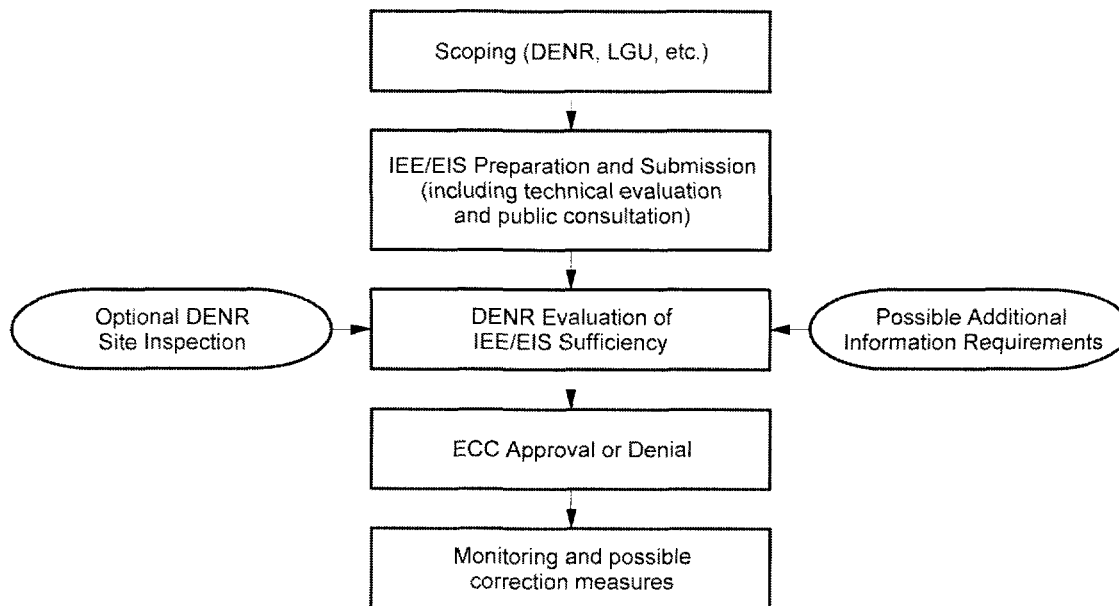 Scoping (DENR, LGU, etc.)
IEE/EIS Preparation and Submission
(including technical evaluation
and public consultation)
Optional DENR
Site Inspection
DENR Evaluation of
IEE/EIS Sufficiency
Possible Additional
Information Requirements
ECC Approval or Denial
Monitoring and possible
correction measures